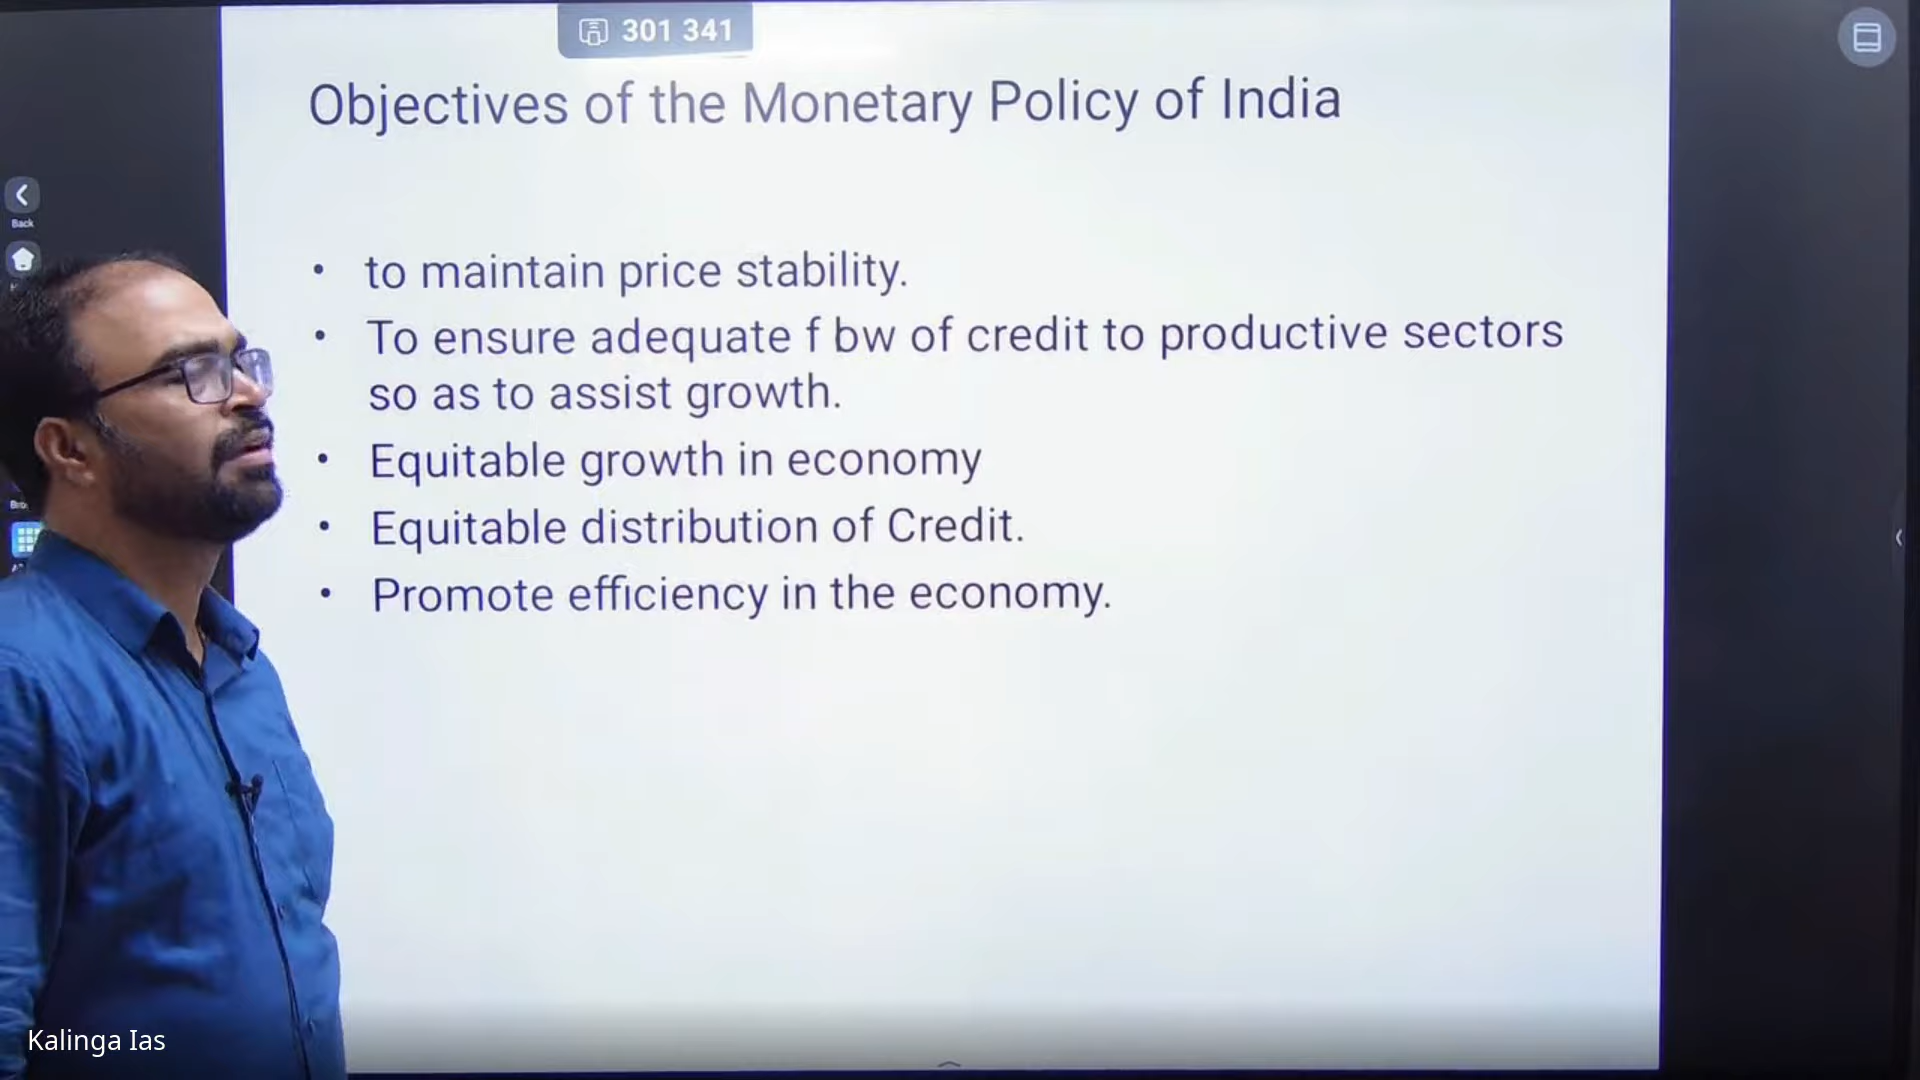 301 341
Objectives of the Monetary Policy of India
Back
• to maintain price stability.
• To ensure adequate f bw of credit to productive sectors
so as to assist growth.
• Equitable growth in economy
• Equitable distribution of Credit.
• Promote efficiency in the economy.
Kalinga Ias